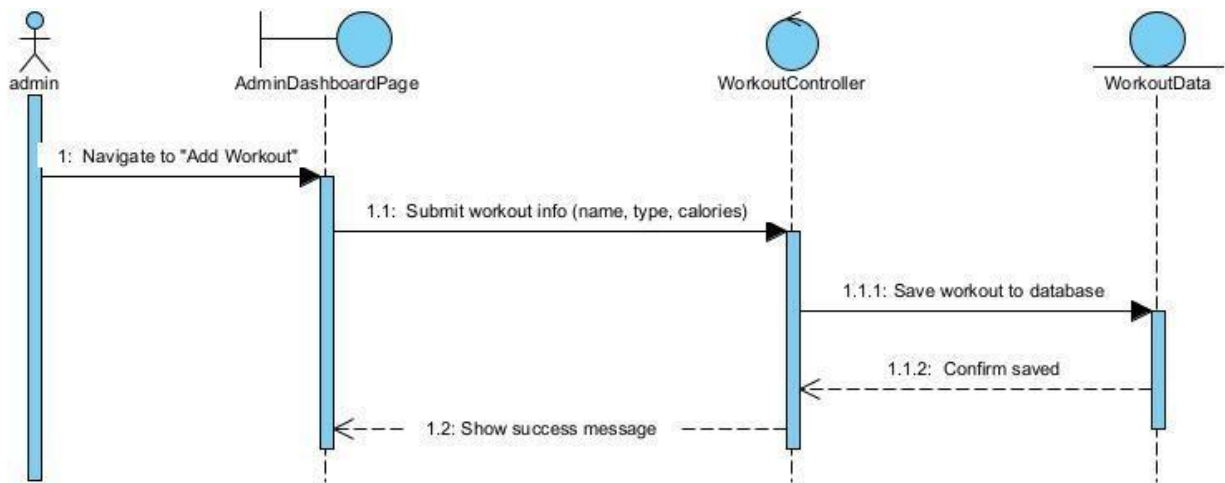 admin
AdminDashboardPage
WorkoutController
WorkoutData
1: Navigate to "Add Workout"
1.1: Submit workout info (name, type, calories)
1.1.1: Save workout to database
1.1.2: Confirm saved
1.2: Show success message